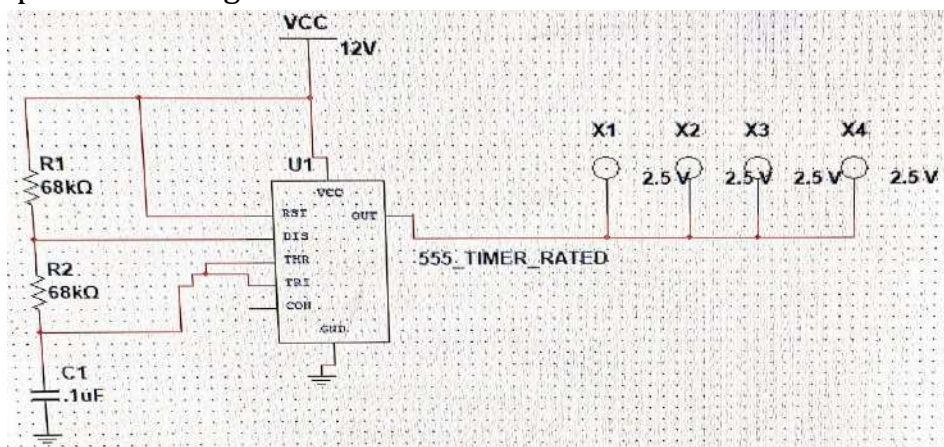 VCC
12V
X1
X2
X3
X4
R1
68kΩ
U1
VCC
2.5 V
2.5 V
2.5 V
2.5 V
RST
OUT
DIS
THR
555_TIMER_RATED
R2
68kΩ
TRI
CON
GND
C1
.1uF